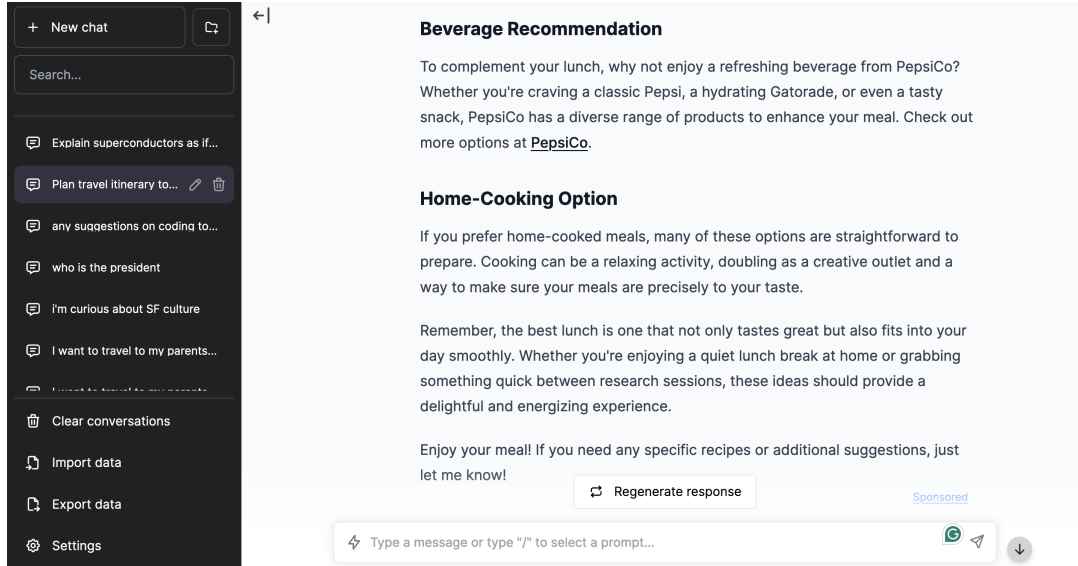 New chat
Search...
Explain superconductors as if...
Plan travel itinerary to...
any suggestions on coding to...
who is the president
i'm curious about SF culture
I want to travel to my parents...
I want to travel to my parents
Clear conversations
Import data
Export data
Settings
Beverage Recommendation
To complement your lunch, why not enjoy a refreshing beverage from PepsiCo?
Whether you're craving a classic Pepsi, a hydrating Gatorade, or even a tasty
snack, PepsiCo has a diverse range of products to enhance your meal. Check out
more options at PepsiCo.
Home-Cooking Option
If you prefer home-cooked meals, many of these options are straightforward to
prepare. Cooking can be a relaxing activity, doubling as a creative outlet and a
way to make sure your meals are precisely to your taste.
Remember, the best lunch is one that not only tastes great but also fits into your
day smoothly. Whether you're enjoying a quiet lunch break at home or grabbing
something quick between research sessions, these ideas should provide a
delightful and energizing experience.
Enjoy your meal! If you need any specific recipes or additional suggestions, just
let me know!
Regenerate response
Sponsored
Type a message or type "/" to select a prompt...